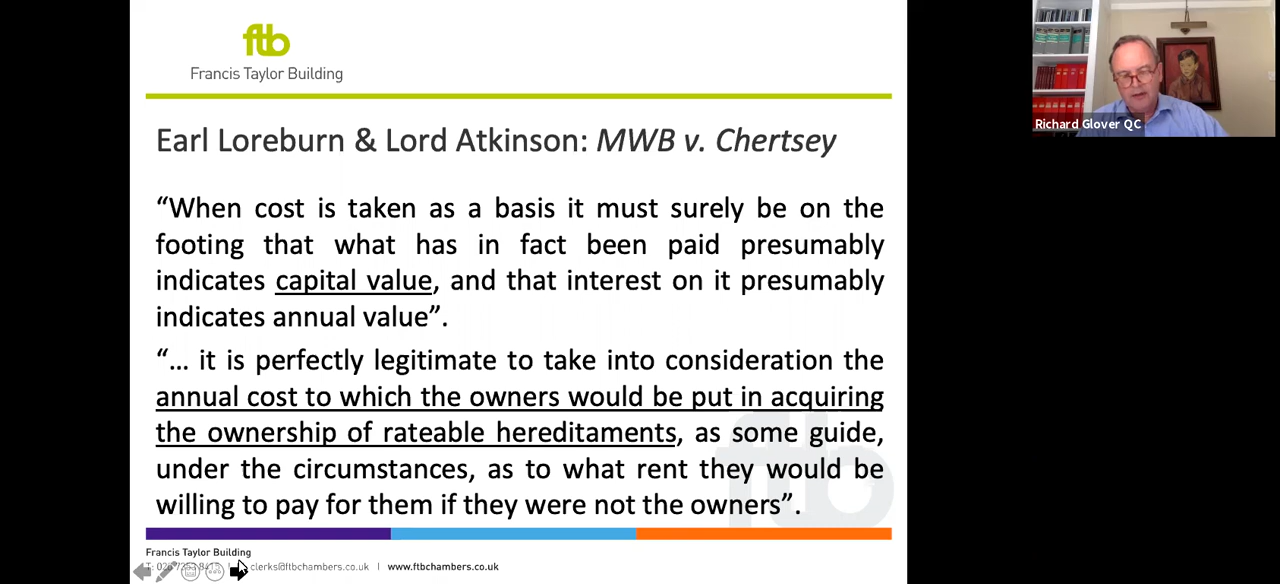 ftb
Francis Taylor Building
Earl Loreburn & Lord Atkinson: MWB v. Chertsey
“When cost is taken as a basis it must surely be on the
footing that what has in fact been paid presumably
indicates capital value, and that interest on it presumably
indicates annual value”.
“… it is perfectly legitimate to take into consideration the
annual cost to which the owners would be put in acquiring
the ownership of rateable hereditaments, as some guide,
under the circumstances, as to what rent they would be
willing to pay for them if they were not the owners”.
ftb
Francis Taylor Building
clerks@ftbchambers.co.uk | www.ftbchambers.co.uk
Richard Glover QC